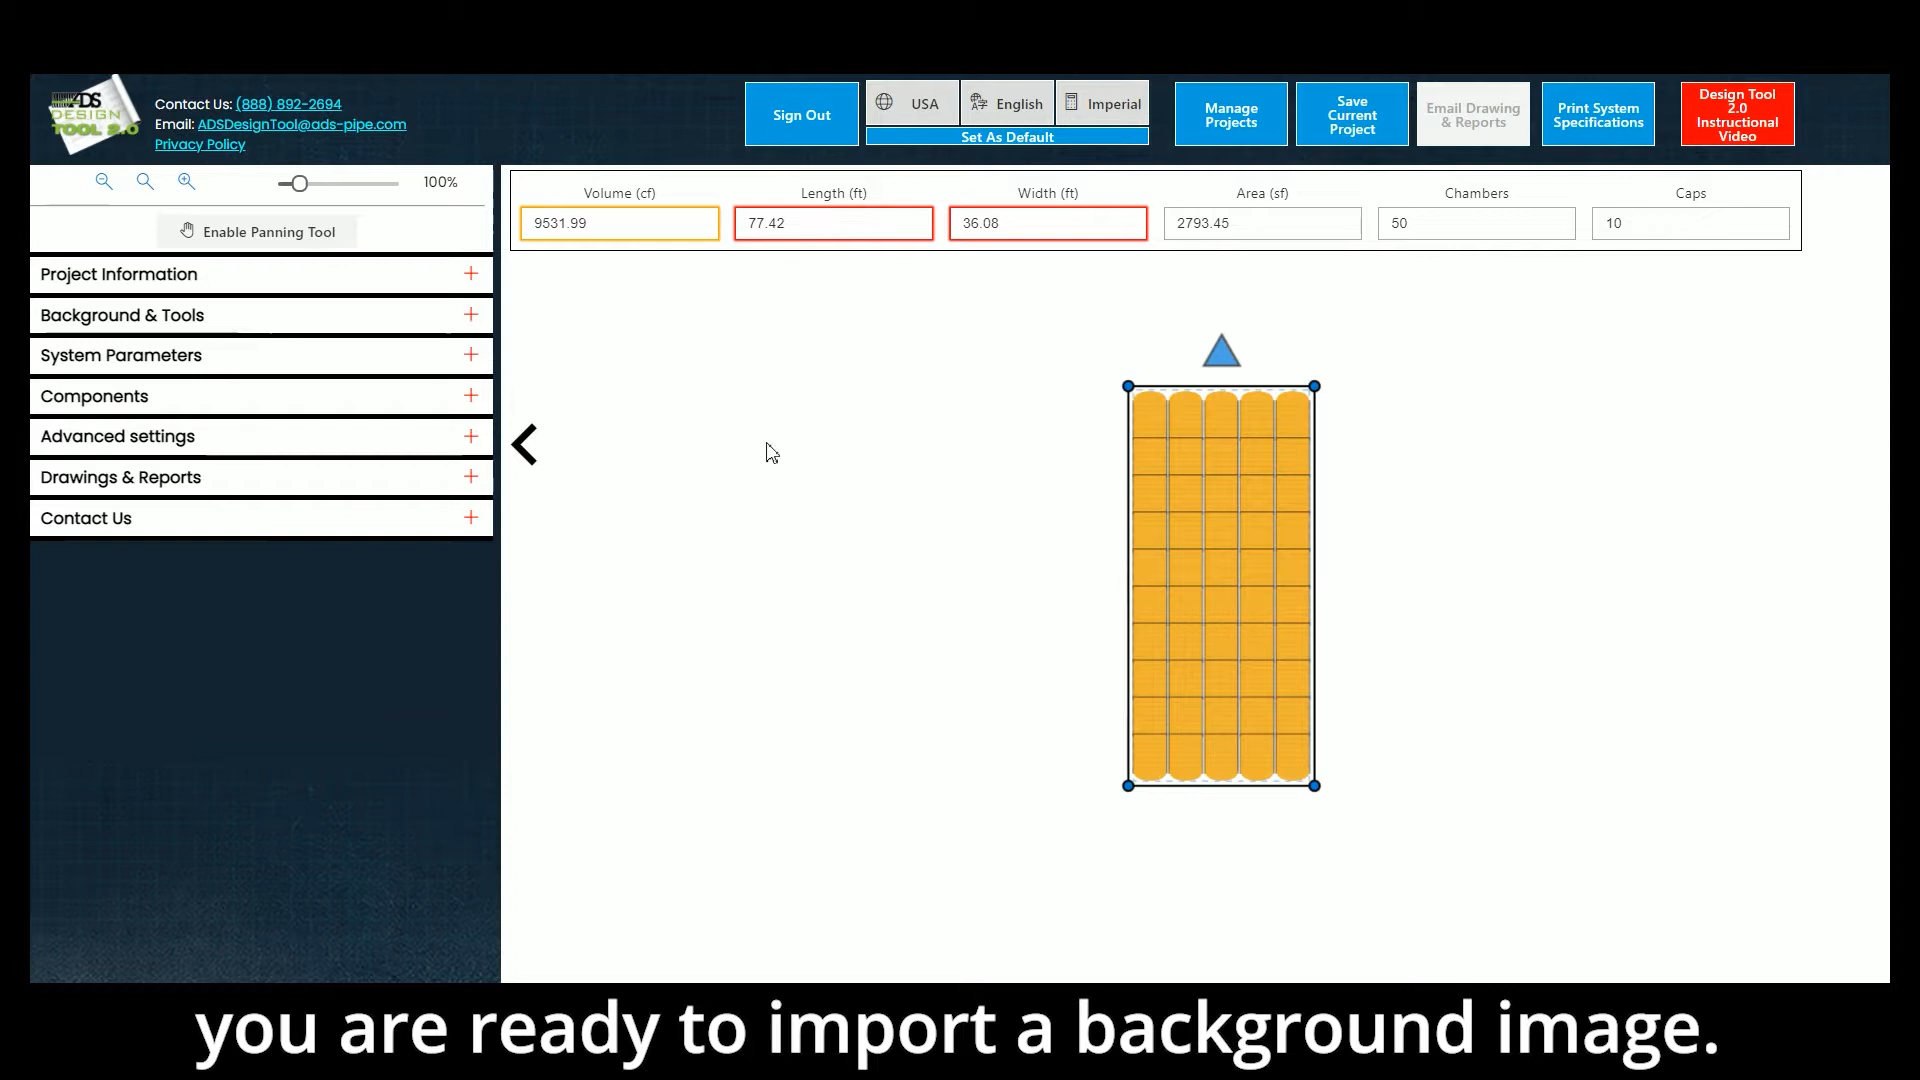 ADS
DESIGN
TOOL 2.0
Contact Us: (888) 892-2694
Email: ADSDesignTool@ads-pipe.com
Privacy Policy
Sign Out
USA
English
Imperial
Set As Default
Manage
Projects
Save
Current
Project
Email Drawing
& Reports
Print System
Specifications
Design Tool
2.0
Instructional
Video
100%
Enable Panning Tool
Project Information
Background & Tools
System Parameters
Components
Advanced settings
Drawings & Reports
Contact Us
Volume (cf)
Length (ft)
Width (ft)
Area (sf)
Chambers
Caps
9531.99
77.42
36.08
2793.45
50
10
you are ready to import a background image.